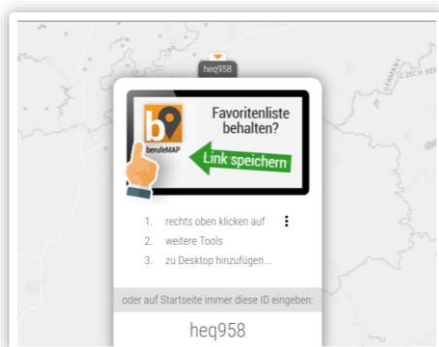 heq958
GERMANY
CZECH REP
Favoritenliste
behalten?
berufeMAP
Link speichern
1. rechts oben klicken auf
2. weitere Tools
3. zu Desktop hinzufügen...
oder auf Startseite immer diese ID eingeben:
heq958